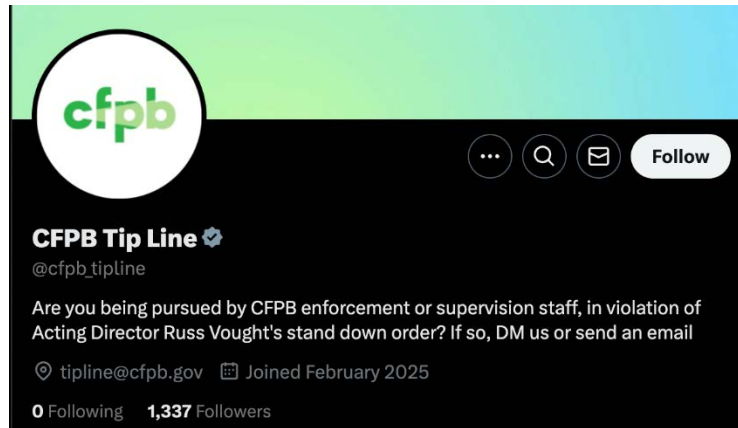 cfpb
Follow
CFPB Tip Line
@cfpb_tipline
Are you being pursued by CFPB enforcement or supervision staff, in violation of
Acting Director Russ Vought's stand down order? If so, DM us or send an email
tipline@cfpb.gov Joined February 2025
0 Following 1,337 Followers